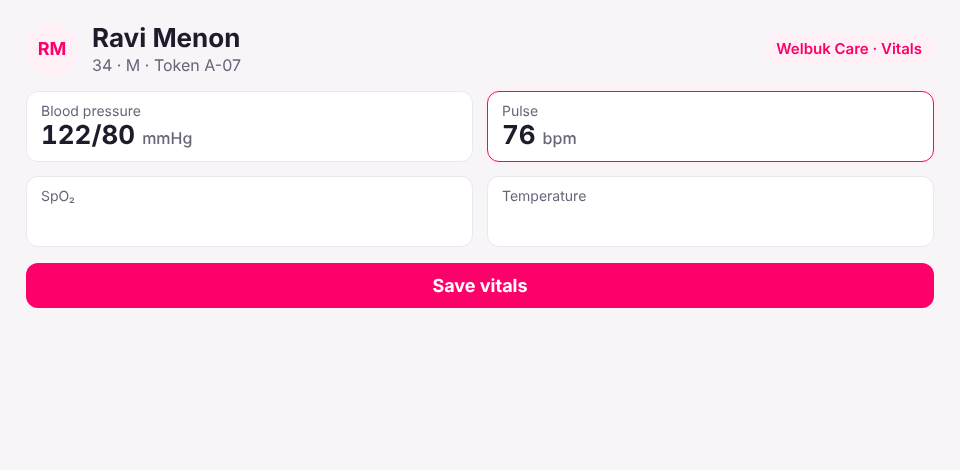 RM
Ravi Menon
34 · M · Token A-07
Welbuk Care · Vitals
Blood pressure
122/80 mmHg
Pulse
76 bpm
SpO₂
Temperature
Save vitals